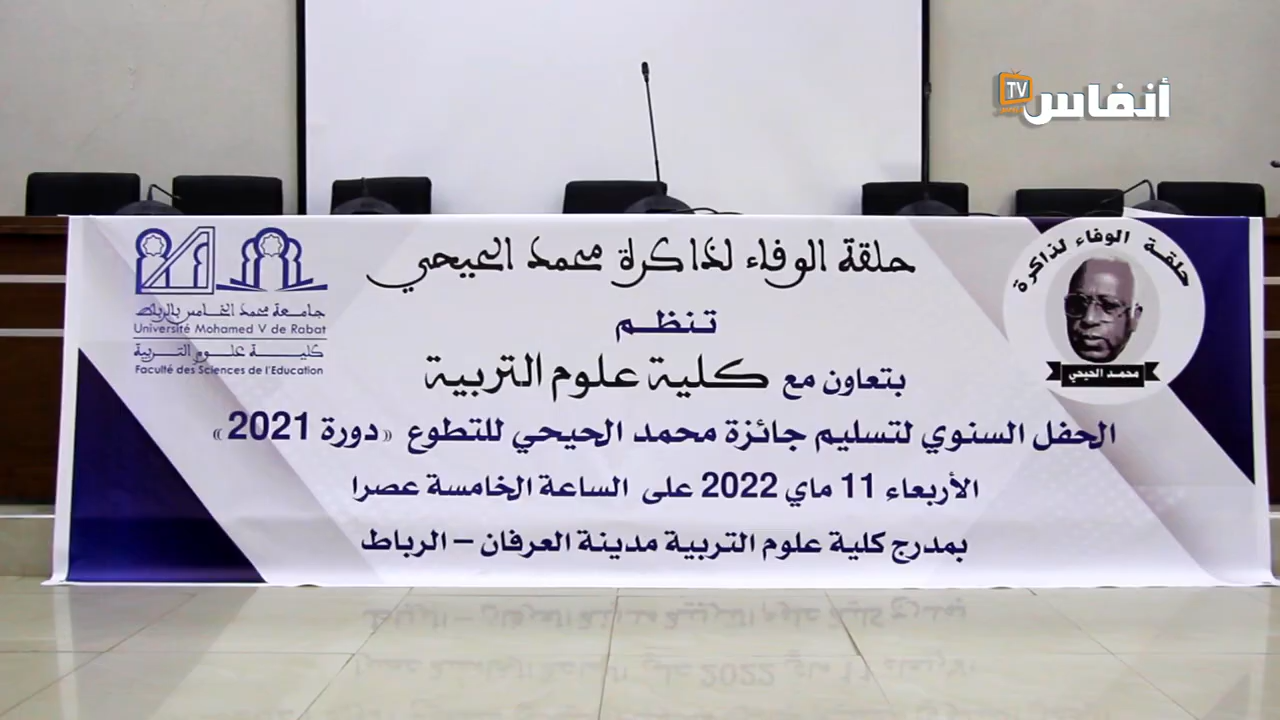 أنفاس TV
حلقة الوفاء لذاكرة محمد الحيحي
تنظم
بتعاون مع كلية علوم التربية
الحفل السنوي لتسليم جائزة محمد الحيحي للتطوع «دورة 2021»
الأربعاء 11 ماي 2022 على الساعة الخامسة عصرا
بمدرج كلية علوم التربية مدينة العرفان – الرباط
حلقة الوفاء لذاكرة
محمد الحيحي
جامعة محمد الخامس بالرباط
Université Mohamed V de Rabat
كلية علوم التربية
Faculté des Sciences de l'Education